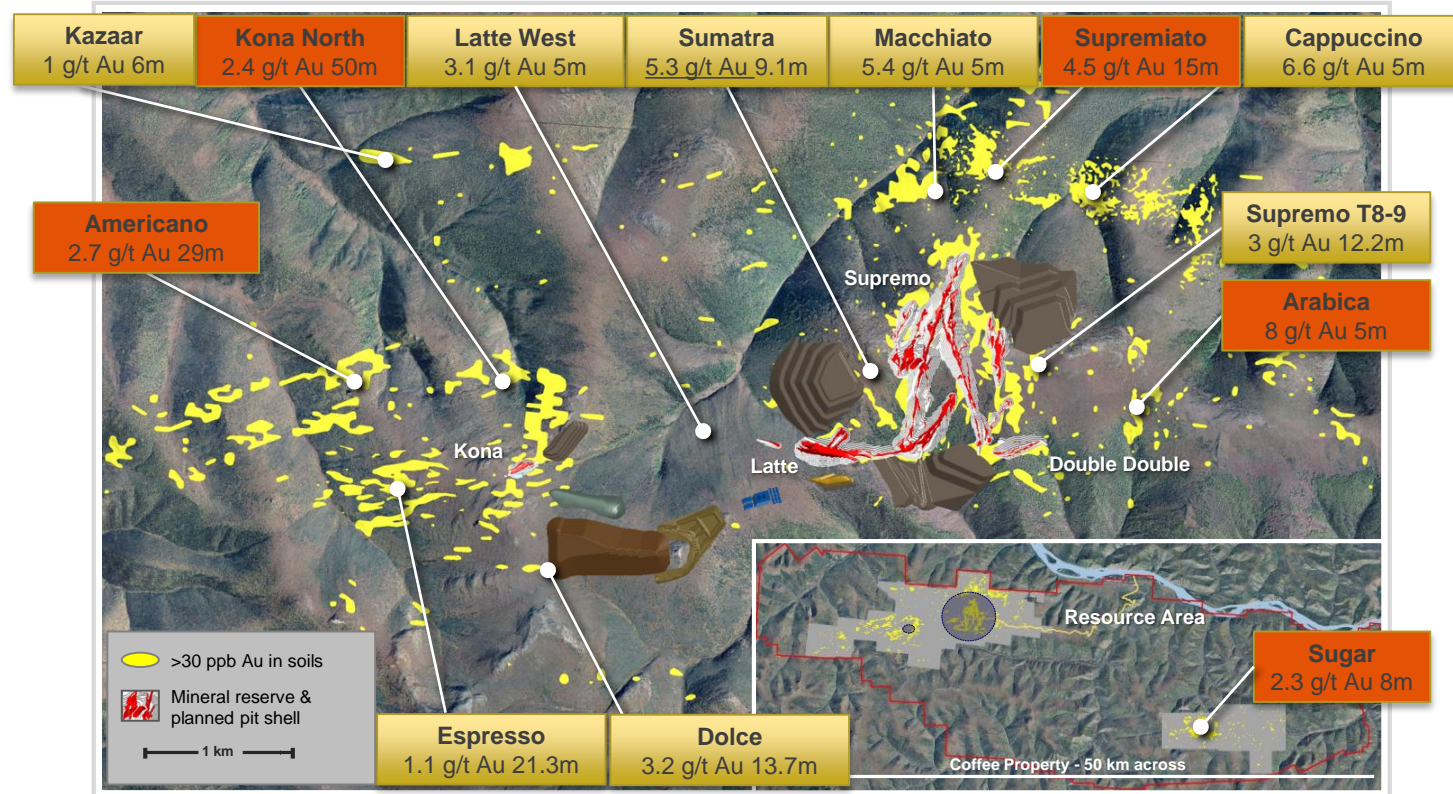 Kazaar
1 g/t Au 6m
Kona North
2.4 g/t Au 50m
Latte West
3.1 g/t Au 5m
Sumatra
5.3 g/t Au 9.1m
Macchiato
5.4 g/t Au 5m
Supremiato
4.5 g/t Au 15m
Cappuccino
6.6 g/t Au 5m
Americano
2.7 g/t Au 29m
Supremo T8-9
3 g/t Au 12.2m
Arabica
8 g/t Au 5m
Supremo
Kona
Latte
Double Double
>30 ppb Au in soils
Mineral reserve &
planned pit shell
1 km
Espresso
1.1 g/t Au 21.3m
Dolce
3.2 g/t Au 13.7m
Resource Area
Sugar
2.3 g/t Au 8m
Coffee Property - 50 km across